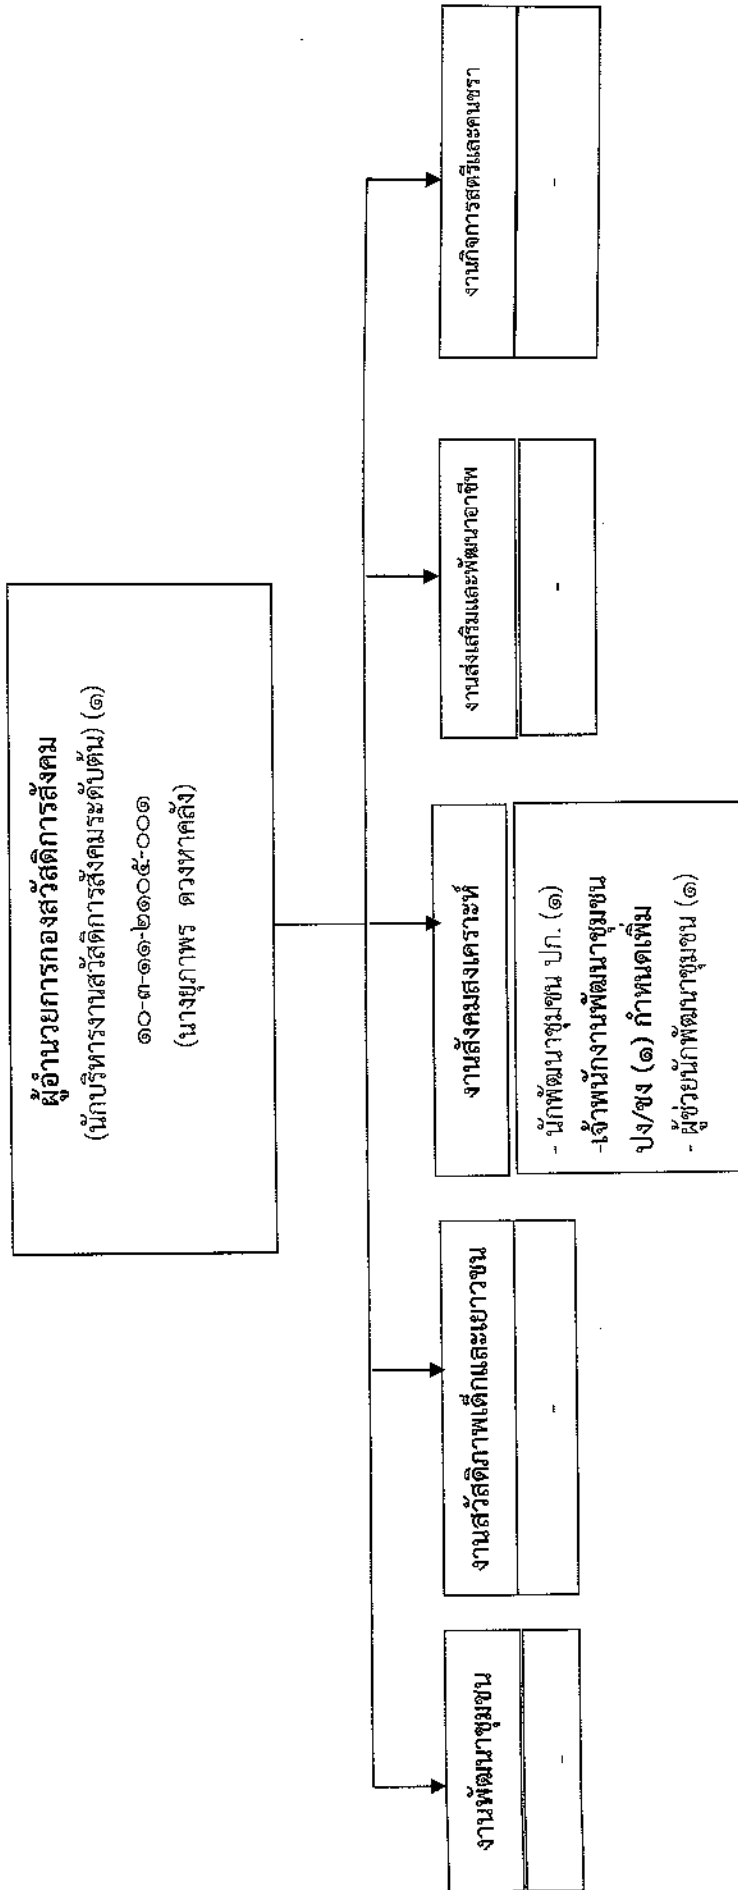 ผู้อำนวยการกองสวัสดิการสังคม
(นักบริหารงานสวัสดิการสังคมระดับต้น) (๑)
๑๐-๓-๑๑-๒๑๐๕-๐๐๑
(นางยุภาพร ดวงหาคลัง)
งานพัฒนาชุมชน
-
งานสวัสดิภาพเด็กและเยาวชน
-
งานสังคมสงเคราะห์
- นักพัฒนาชุมชน ปก. (๑)
-เจ้าพนักงานพัฒนาชุมชน
ปง/ชง (๑) กำหนดเพิ่ม
- ผู้ช่วยนักพัฒนาชุมชน (๑)
งานส่งเสริมและพัฒนาอาชีพ
-
งานกิจการสตรีและคนชรา
-